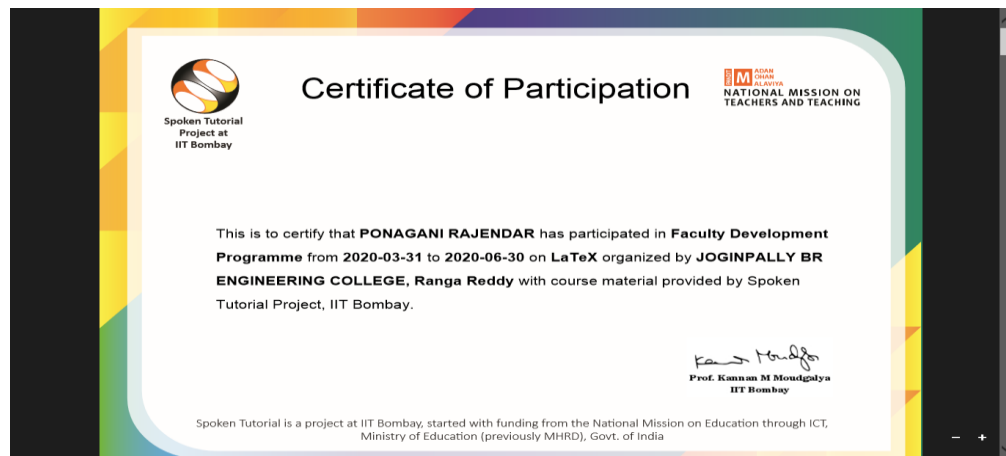 Certificate of Participation
Spoken Tutorial
Project at
IIT Bombay
M ADAN
OHAN
ALAVIYA
NATIONAL MISSION ON
TEACHERS AND TEACHING
This is to certify that PONAGANI RAJENDAR has participated in Faculty Development
Programme from 2020-03-31 to 2020-06-30 on LaTeX organized by JOGINPALLY BR
ENGINEERING COLLEGE, Ranga Reddy with course material provided by Spoken
Tutorial Project, IIT Bombay.
Prof. Kannan M Moudgalya
IIT Bombay
Spoken Tutorial is a project at IIT Bombay, started with funding from the National Mission on Education through ICT,
Ministry of Education (previously MHRD), Govt. of India